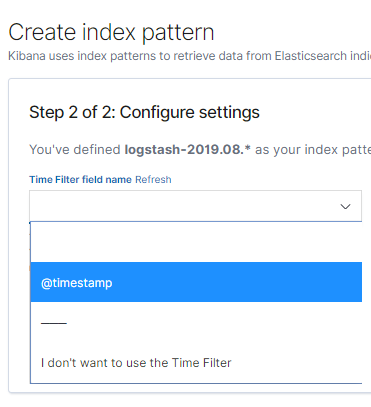 Create index pattern
Kibana uses index patterns to retrieve data from Elasticsearch
Step 2 of 2: Configure settings
You've defined logstash-2019.08.* as your index
Time Filter field name Refresh
@timestamp
I don't want to use the Time Filter